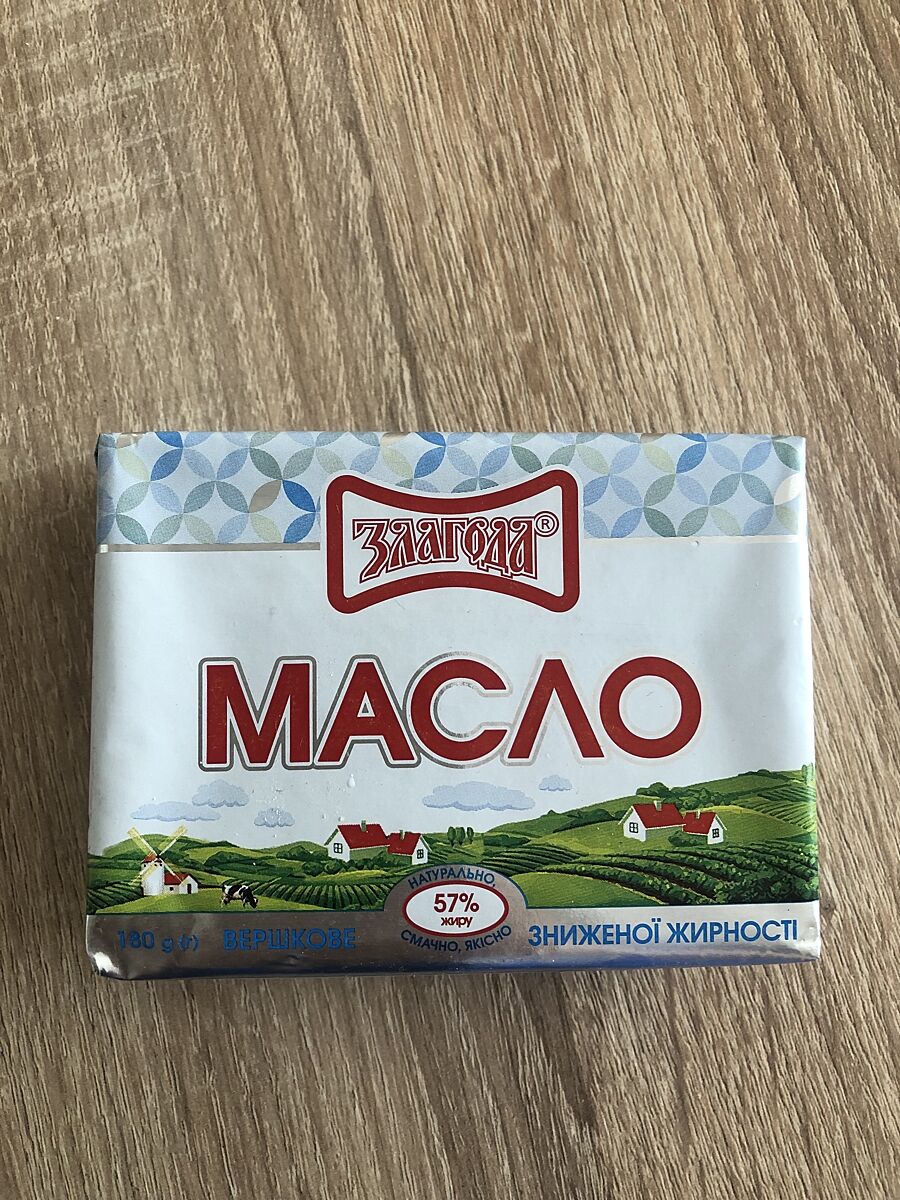 ЗЛАГОДА®
МАСЛО
НАТУРАЛЬНО,
57%
жиру
СМАЧНО, ЯКІСНО
180 g (г) ВЕРШКОВЕ
ЗНИЖЕНОЇ ЖИРНОСТІ